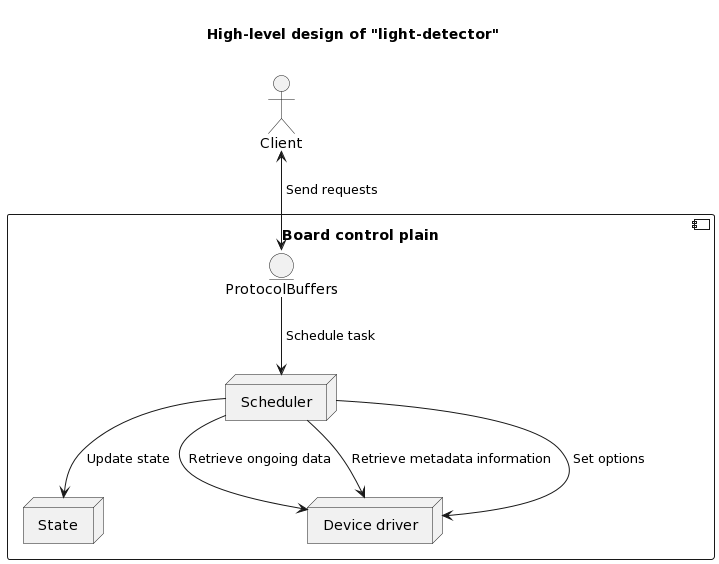 High-level design of "light-detector"
Client
Send requests
Board control plain
ProtocolBuffers
Schedule task
Scheduler
Update state
Retrieve ongoing data
Retrieve metadata information
Set options
State
Device driver